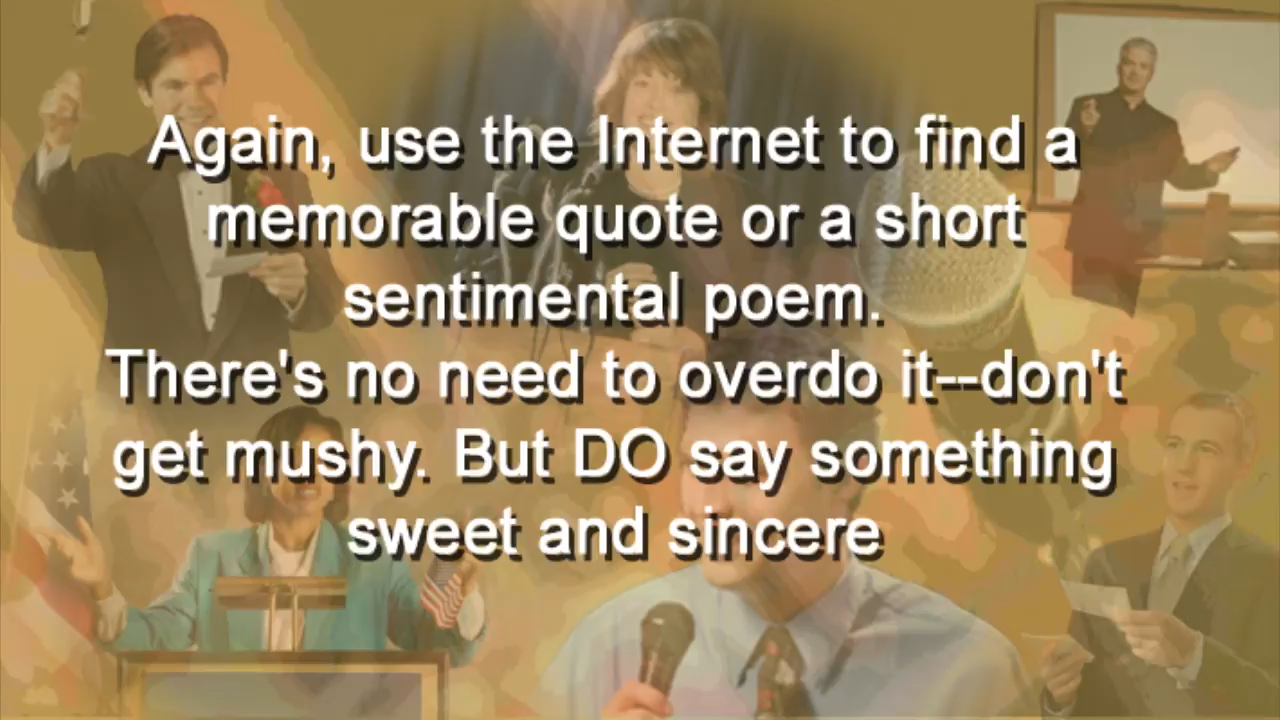 Again, use the Internet to find a
memorable quote or a short
sentimental poem.
There's no need to overdo it--don't
get mushy. But DO say something
sweet and sincere